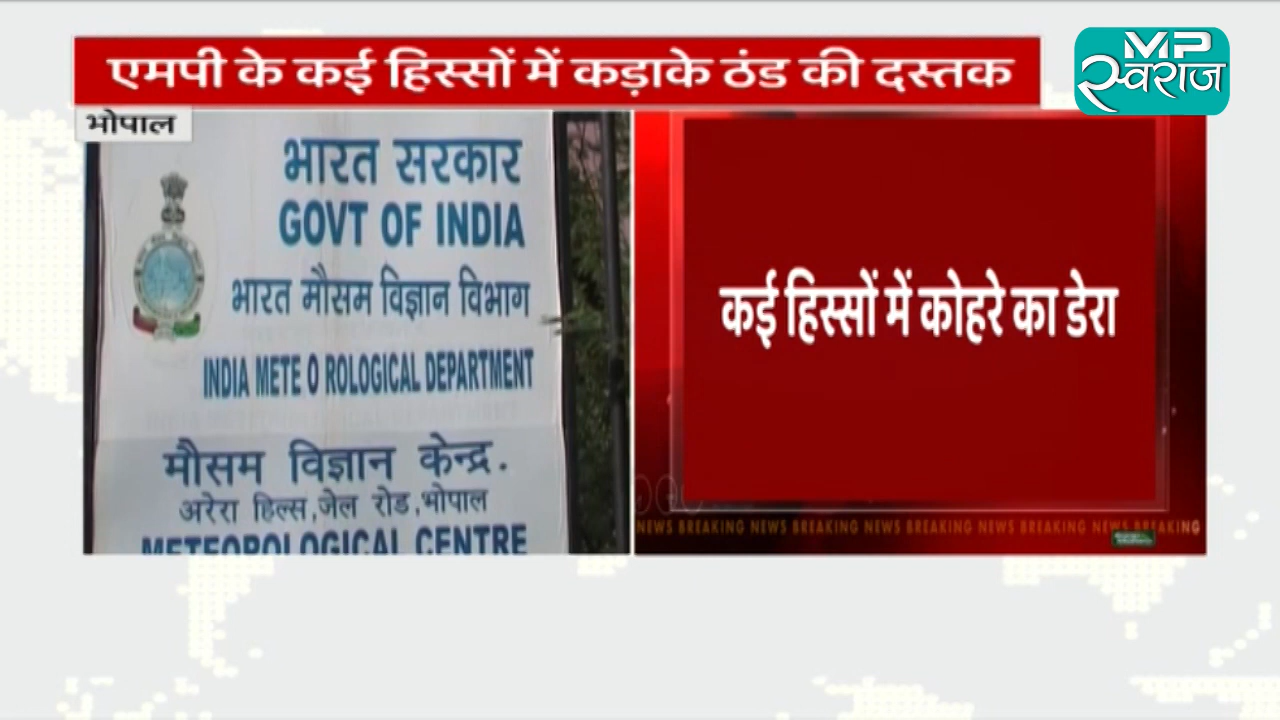 एमपी के कई हिस्सों में कड़ाके ठंड की दस्तक
MP
स्वराज
भोपाल
भारत सरकार
GOVT OF INDIA
भारत मौसम विज्ञान विभाग
INDIA METE O ROLOGICAL DEPARTMENT
मौसम विज्ञान केन्द्र.
अरेरा हिल्स,जेल रोड,भोपाल
METEOROLOGICAL CENTRE
कई हिस्सों में कोहरे का डेरा
NEWS BREAKING NEWS BREAKING NEWS BREAKING NEWS BREAKING NEWS BREAKING